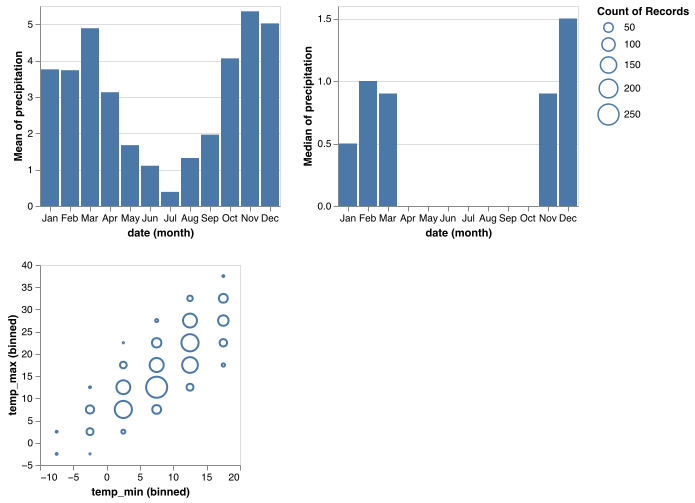 Mean of precipitation
5
4
3
2
1
0
Jan Feb Mar Apr May Jun Jul Aug Sep Oct Nov Dec
date (month)
Median of precipitation
1.5
1.0
0.5
0.0
Jan Feb Mar Apr May Jun Jul Aug Sep Oct Nov Dec
date (month)
Count of Records
50
100
150
200
250
temp_max (binned)
40
35
30
25
20
15
10
5
0
−5
−10 −5 0 5 10 15 20
temp_min (binned)